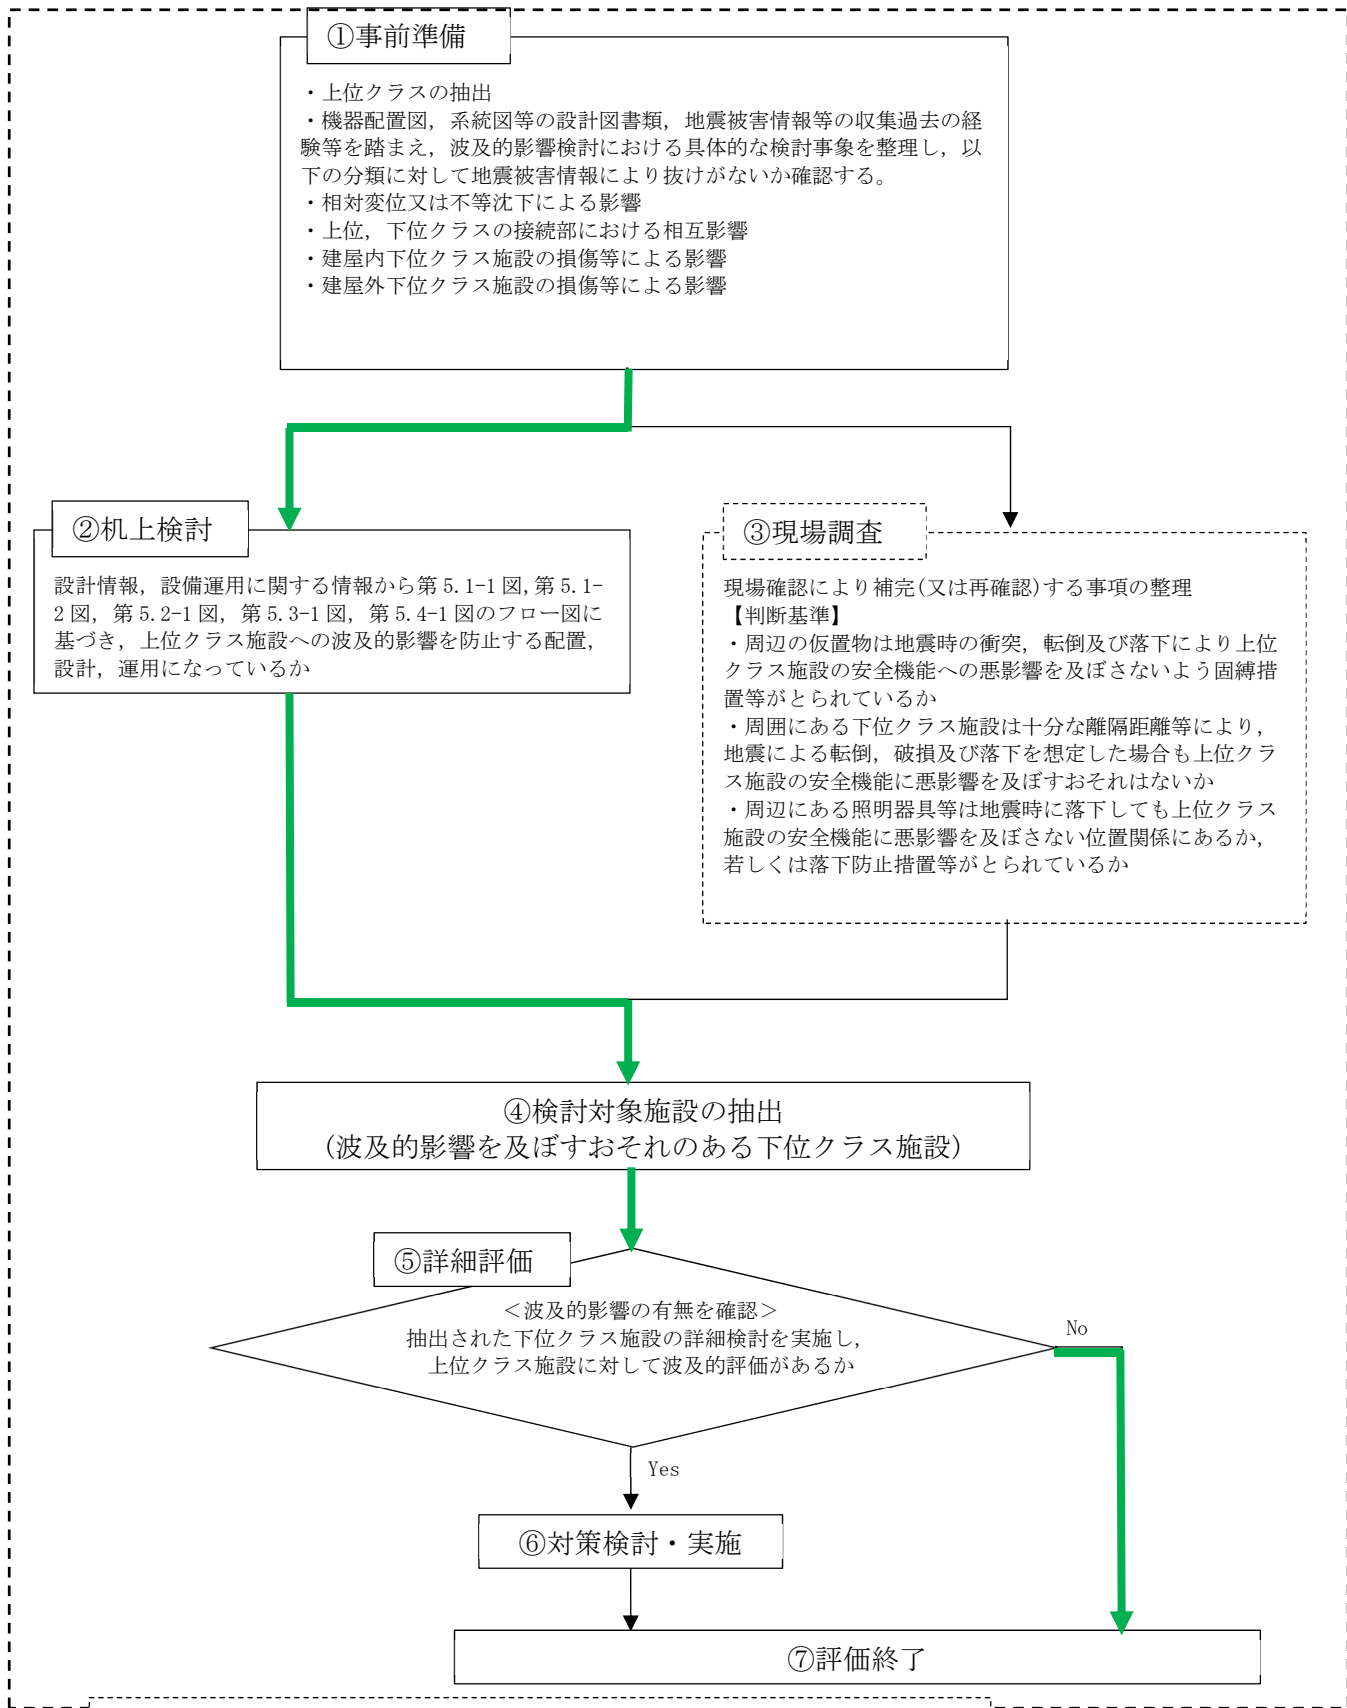 ①事前準備
・上位クラスの抽出
・機器配置図，系統図等の設計図書類，地震被害情報等の収集過去の経
験等を踏まえ，波及的影響検討における具体的な検討事象を整理し，以
下の分類に対して地震被害情報により抜けがないか確認する。
・相対変位又は不等沈下による影響
・上位，下位クラスの接続部における相互影響
・建屋内下位クラス施設の損傷等による影響
・建屋外下位クラス施設の損傷等による影響
②机上検討
設計情報，設備運用に関する情報から第 5.1-1 図，第 5.1-
2 図，第 5.2-1 図，第 5.3-1 図，第 5.4-1 図のフロー図に
基づき，上位クラス施設への波及的影響を防止する配置，
設計，運用になっているか
③現場調査
現場確認により補完(又は再確認)する事項の整理
【判断基準】
・周辺の仮置物は地震時の衝突，転倒及び落下により上位
クラス施設の安全機能への悪影響を及ぼさないよう固縛措
置等がとられているか
・周囲にある下位クラス施設は十分な離隔距離等により，
地震による転倒，破損及び落下を想定した場合も上位クラ
ス施設の安全機能に悪影響を及ぼすおそれはないか
・周辺にある照明器具等は地震時に落下しても上位クラス
施設の安全機能に悪影響を及ぼさない位置関係にあるか，
若しくは落下防止措置等がとられているか
④検討対象施設の抽出
(波及的影響を及ぼすおそれのある下位クラス施設)
⑤詳細評価
＜波及的影響の有無を確認＞
抽出された下位クラス施設の詳細検討を実施し，
上位クラス施設に対して波及的評価があるか
No
Yes
⑥対策検討・実施
⑦評価終了